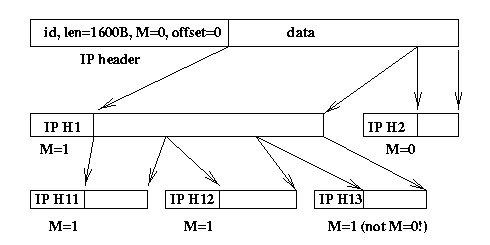 id, len=1600B, M=0, offset=0 data
IP header
IP H1 IP H2
M=1 M=0
IP H11 IP H12 IP H13
M=1 M=1 M=1 (not M=0!)